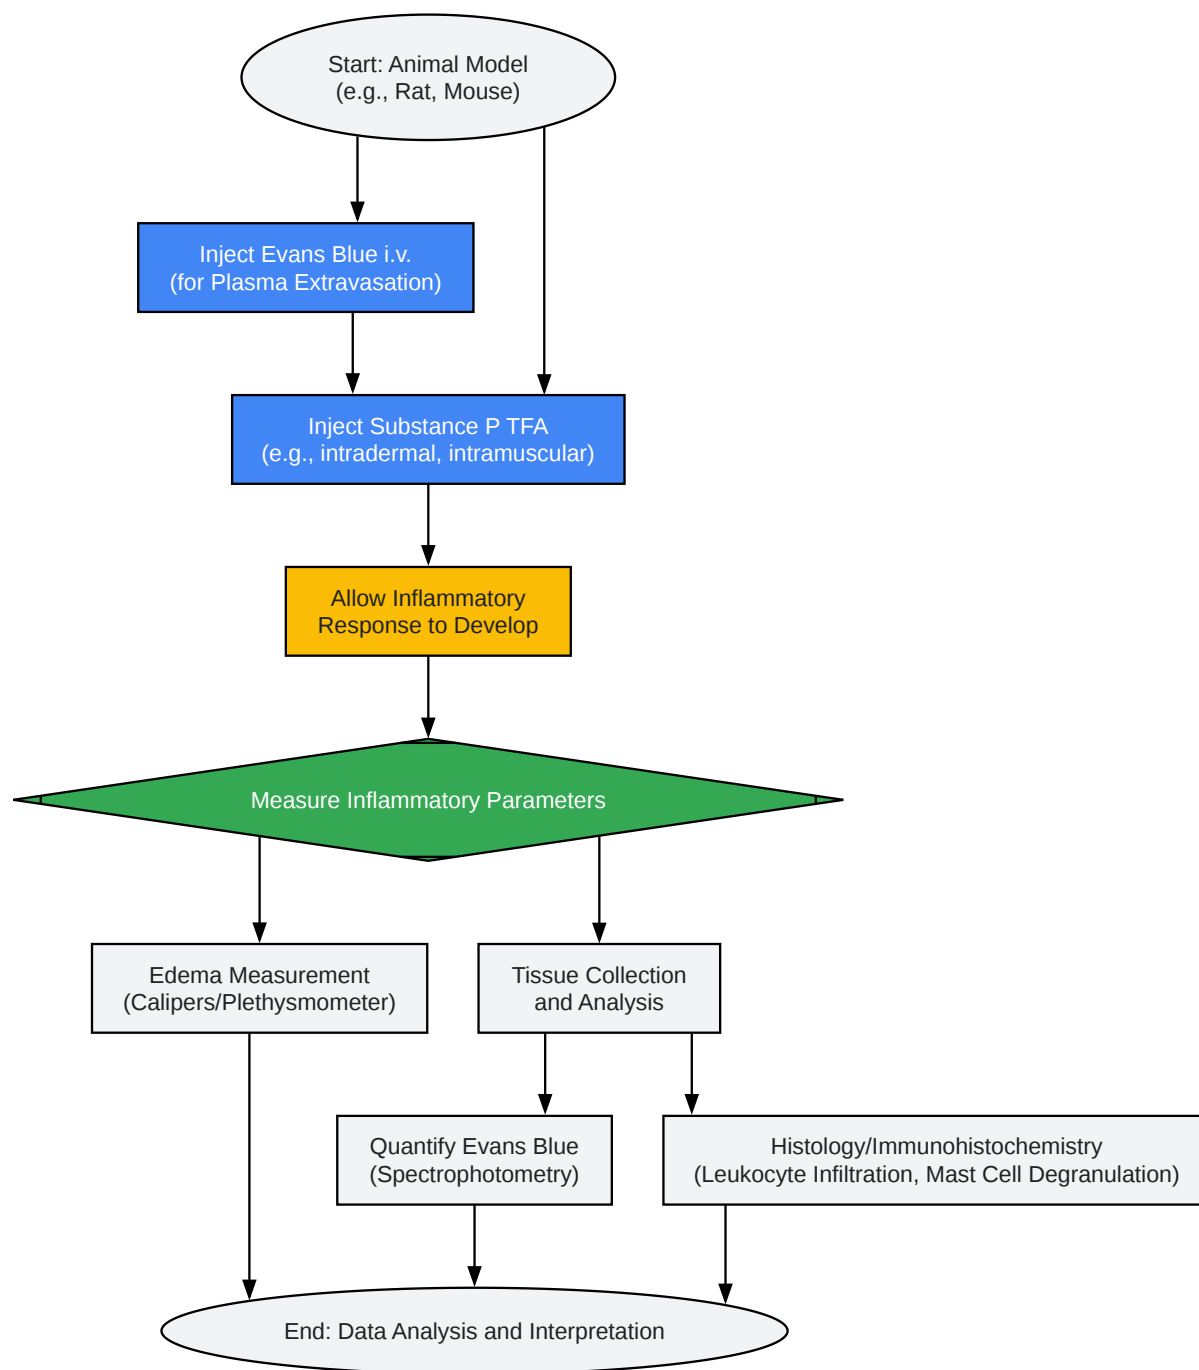 Start: Animal Model
(e.g., Rat, Mouse)
Inject Evans Blue i.v.
(for Plasma Extravasation)
Inject Substance P TFA
(e.g., intradermal, intramuscular)
Allow Inflammatory
Response to Develop
Measure Inflammatory Parameters
Edema Measurement
(Calipers/Plethysmometer)
Tissue Collection
and Analysis
Quantify Evans Blue
(Spectrophotometry)
Histology/Immunohistochemistry
(Leukocyte Infiltration, Mast Cell Degranulation)
End: Data Analysis and Interpretation